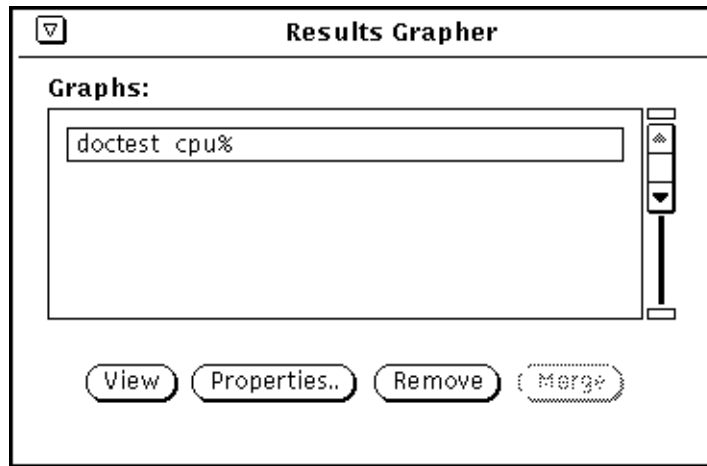 Results Grapher
Graphs:
doctest cpu%
View Properties.. Remove Merge